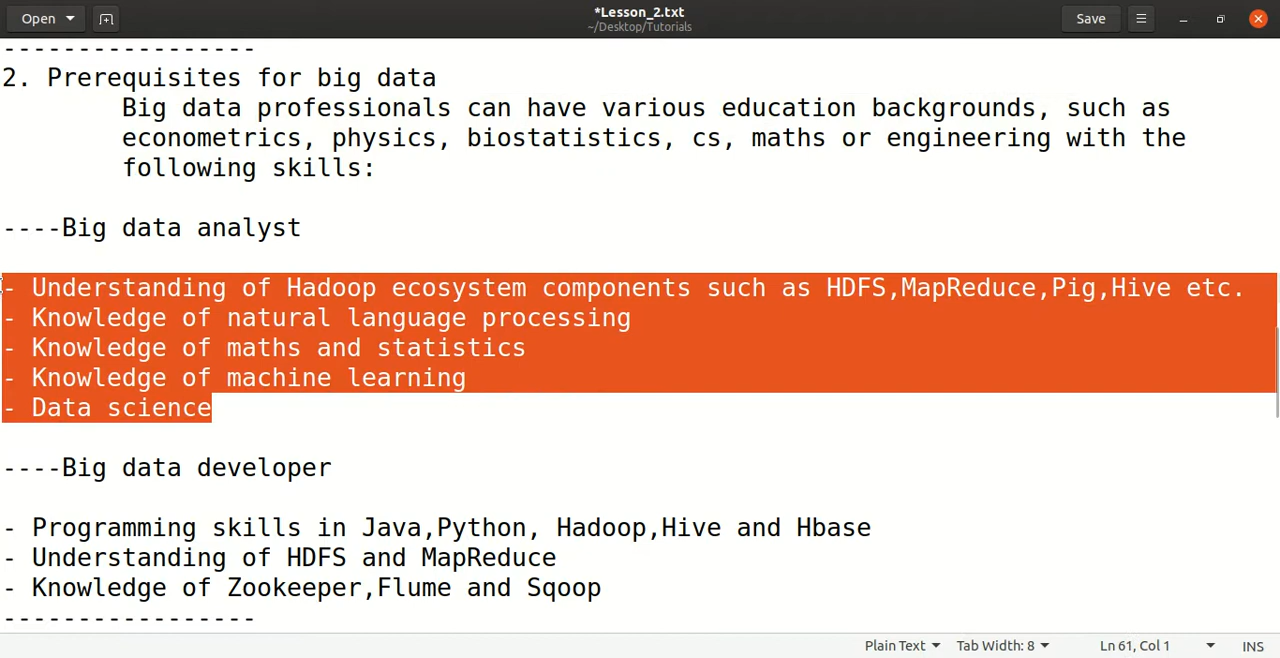 Open
*Lesson_2.txt
~/Desktop/Tutorials
Save
-----------------
2. Prerequisites for big data
Big data professionals can have various education backgrounds, such as
econometrics, physics, biostatistics, cs, maths or engineering with the
following skills:
----Big data analyst
- Understanding of Hadoop ecosystem components such as HDFS,MapReduce,Pig,Hive etc.
- Knowledge of natural language processing
- Knowledge of maths and statistics
- Knowledge of machine learning
- Data science
----Big data developer
- Programming skills in Java,Python, Hadoop,Hive and Hbase
- Understanding of HDFS and MapReduce
- Knowledge of Zookeeper,Flume and Sqoop
-----------------
Plain Text Tab Width: 8 Ln 61, Col 1 INS